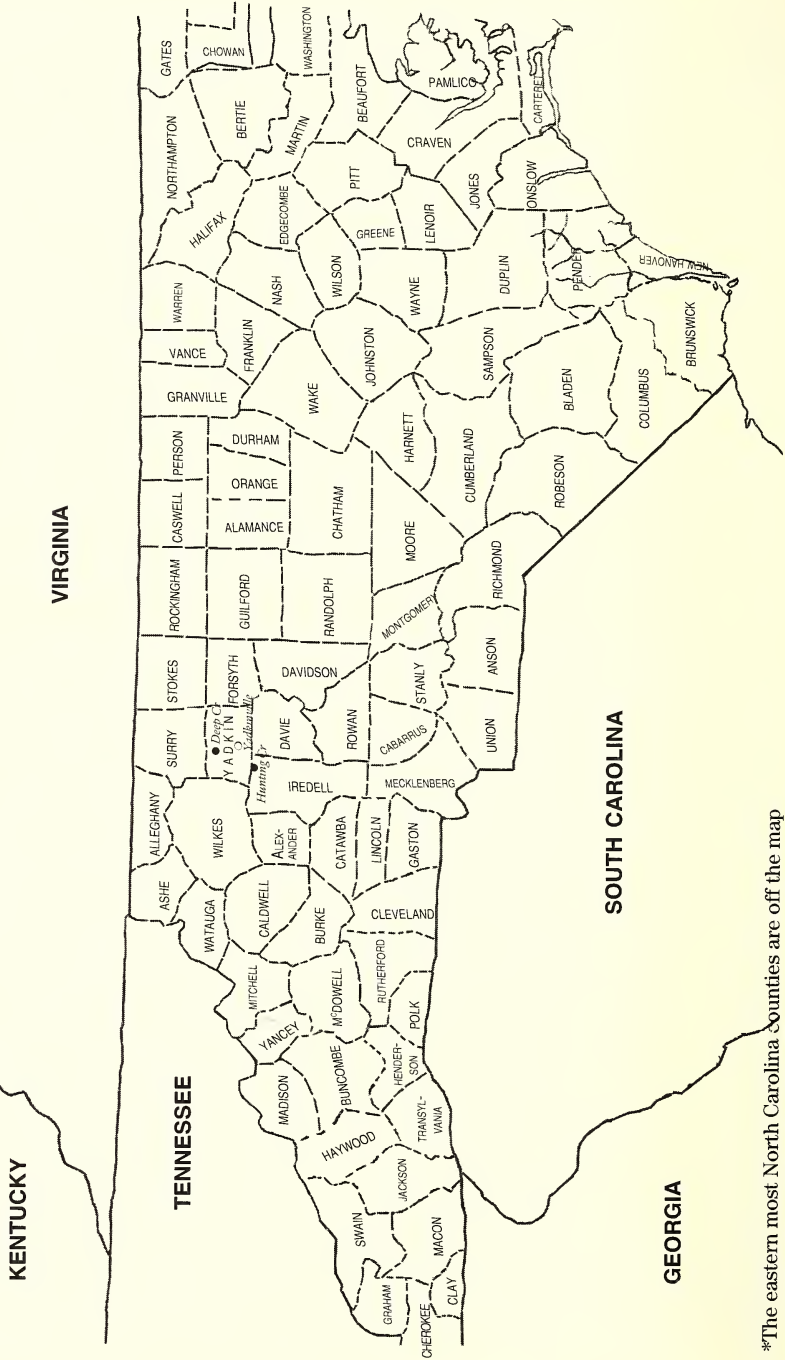 KENTUCKY
VIRGINIA
TENNESSEE
GEORGIA
SOUTH CAROLINA
ASHE
ALLEGHANY
SURRY
STOKES
ROCKINGHAM
CASWELL
PERSON
GRANVILLE
VANCE
WARREN
NORTHAMPTON
GATES
CHOWAN
HALIFAX
BERTIE
WATAUGA
WILKES
YADKIN
Deep Cr
Yadkinville
Hunting Cr
FORSYTH
GUILFORD
ALAMANCE
ORANGE
DURHAM
FRANKLIN
NASH
EDGECOMBE
MARTIN
WASHINGTON
MITCHELL
CALDWELL
ALEX-
ANDER
IREDELL
DAVIE
DAVIDSON
RANDOLPH
CHATHAM
WAKE
WILSON
PITT
BEAUFORT
MADISON
YANCEY
McDOWELL
BURKE
CATAWBA
ROWAN
JOHNSTON
GREENE
BUNCOMBE
HAYWOOD
SWAIN
GRAHAM
RUTHERFORD
CLEVELAND
LINCOLN
GASTON
MECKLENBERG
CABARRUS
STANLY
MONTGOMERY
MOORE
HARNETT
WAYNE
LENOIR
CRAVEN
PAMLICO
CHEROKEE
CLAY
MACON
JACKSON
TRANSYL-
VANIA
HENDER-
SON
POLK
UNION
ANSON
RICHMOND
CUMBERLAND
SAMPSON
DUPLIN
JONES
ONSLOW
CARTERET
ROBESON
BLADEN
PENDER
COLUMBUS
BRUNSWICK
NEW HANOVER
*The eastern most North Carolina counties are off the map